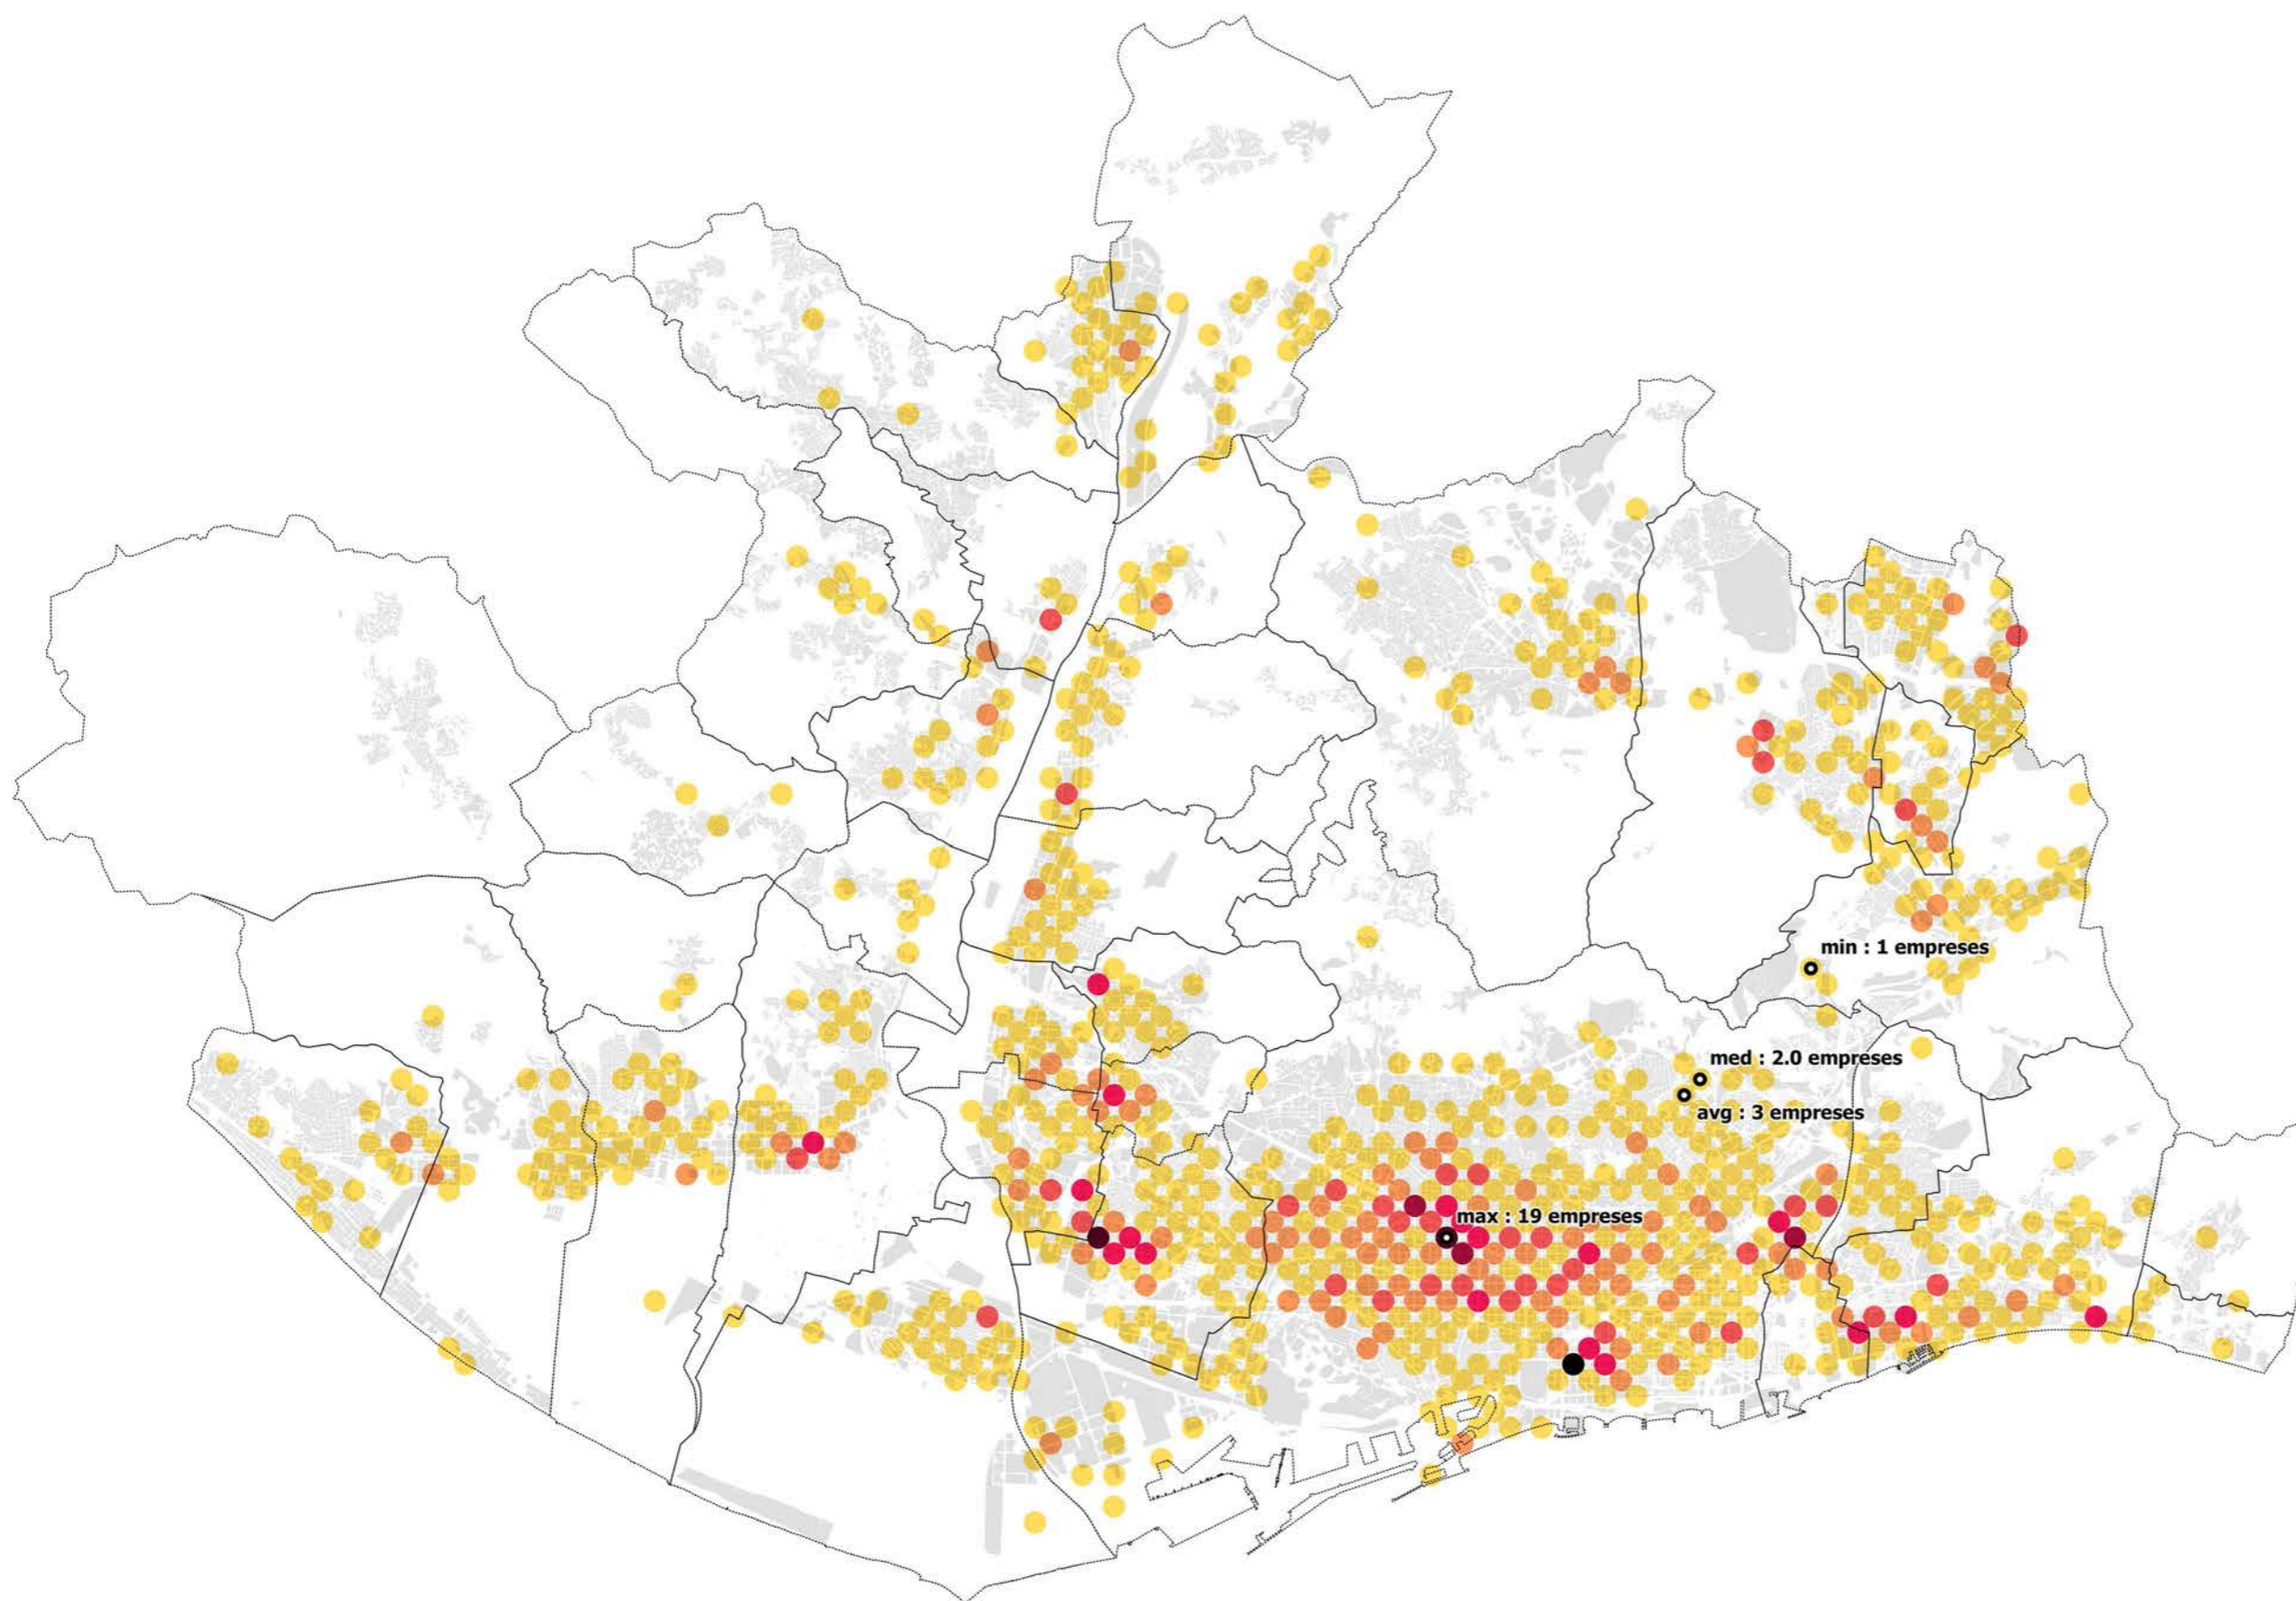 min : 1 empreses
med : 2.0 empreses
avg : 3 empreses
max : 19 empreses